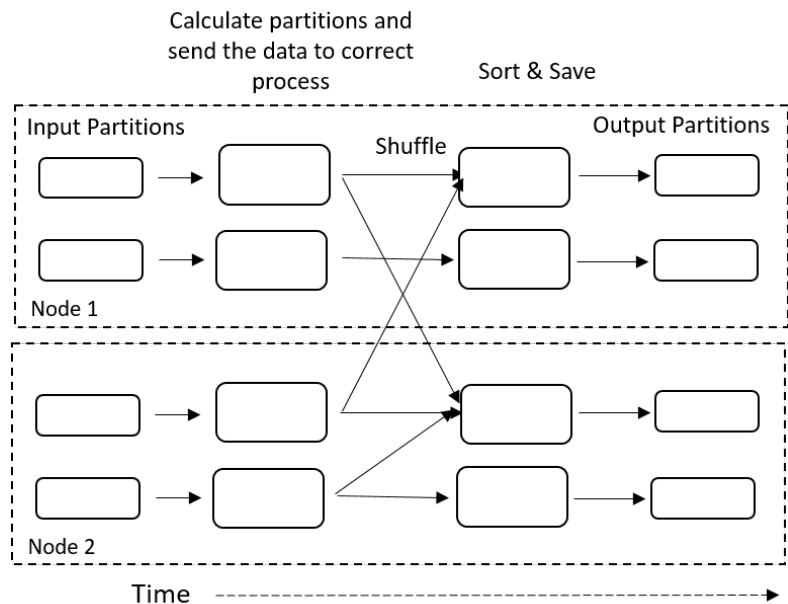 Calculate partitions and
send the data to correct
process
Sort & Save
Input Partitions
Shuffle
Output Partitions
Node 1
Node 2
Time